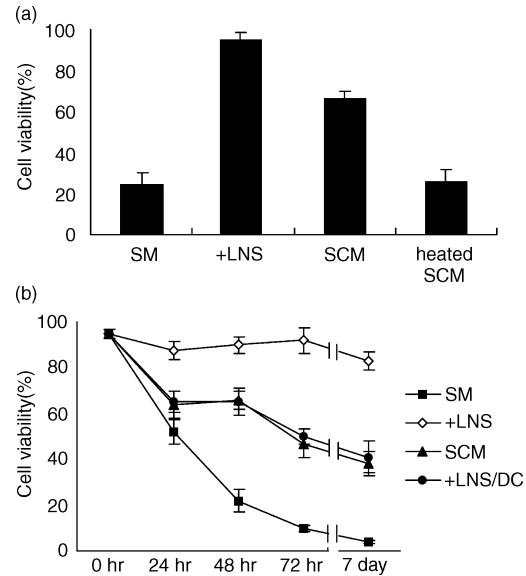 (a)
Cell viability(%)
100
80
60
40
20
0
SM
+LNS
SCM
heated
SCM
(b)
Cell viability(%)
100
80
60
40
20
0
0 hr
24 hr
48 hr
72 hr
7 day
SM
+LNS
SCM
+LNS/DC